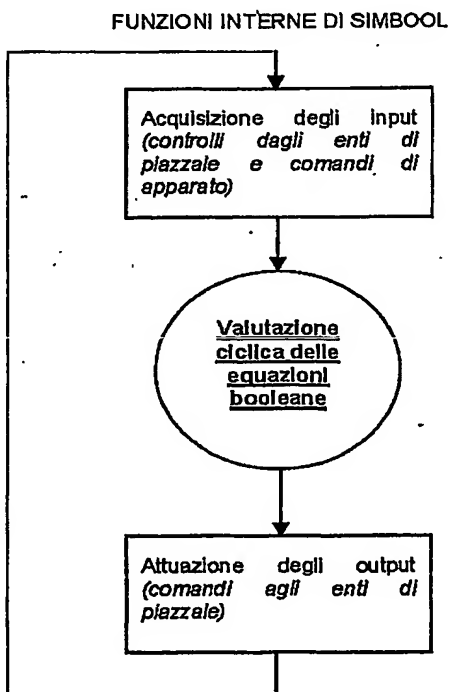 FUNZIONI INTERNE DI SIMBOOL
Acquisizione degli input
(controlli dagli enti di
piazzale e comandi di
apparato)
Valutazione
ciclica delle
equazioni
booleane
Attuazione degli output
(comandi agli enti di
piazzale)